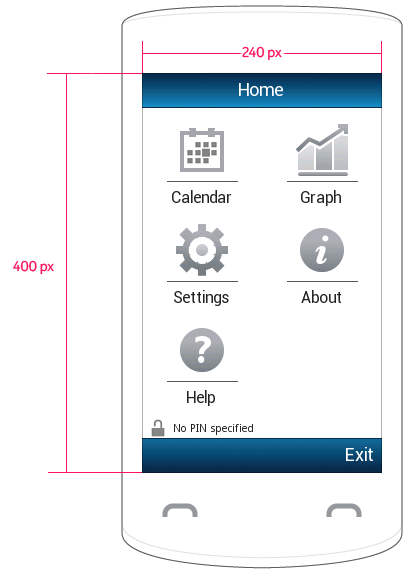 240 px
Home
400 px
Calendar
Graph
Settings
About
Help
No PIN specified
Exit